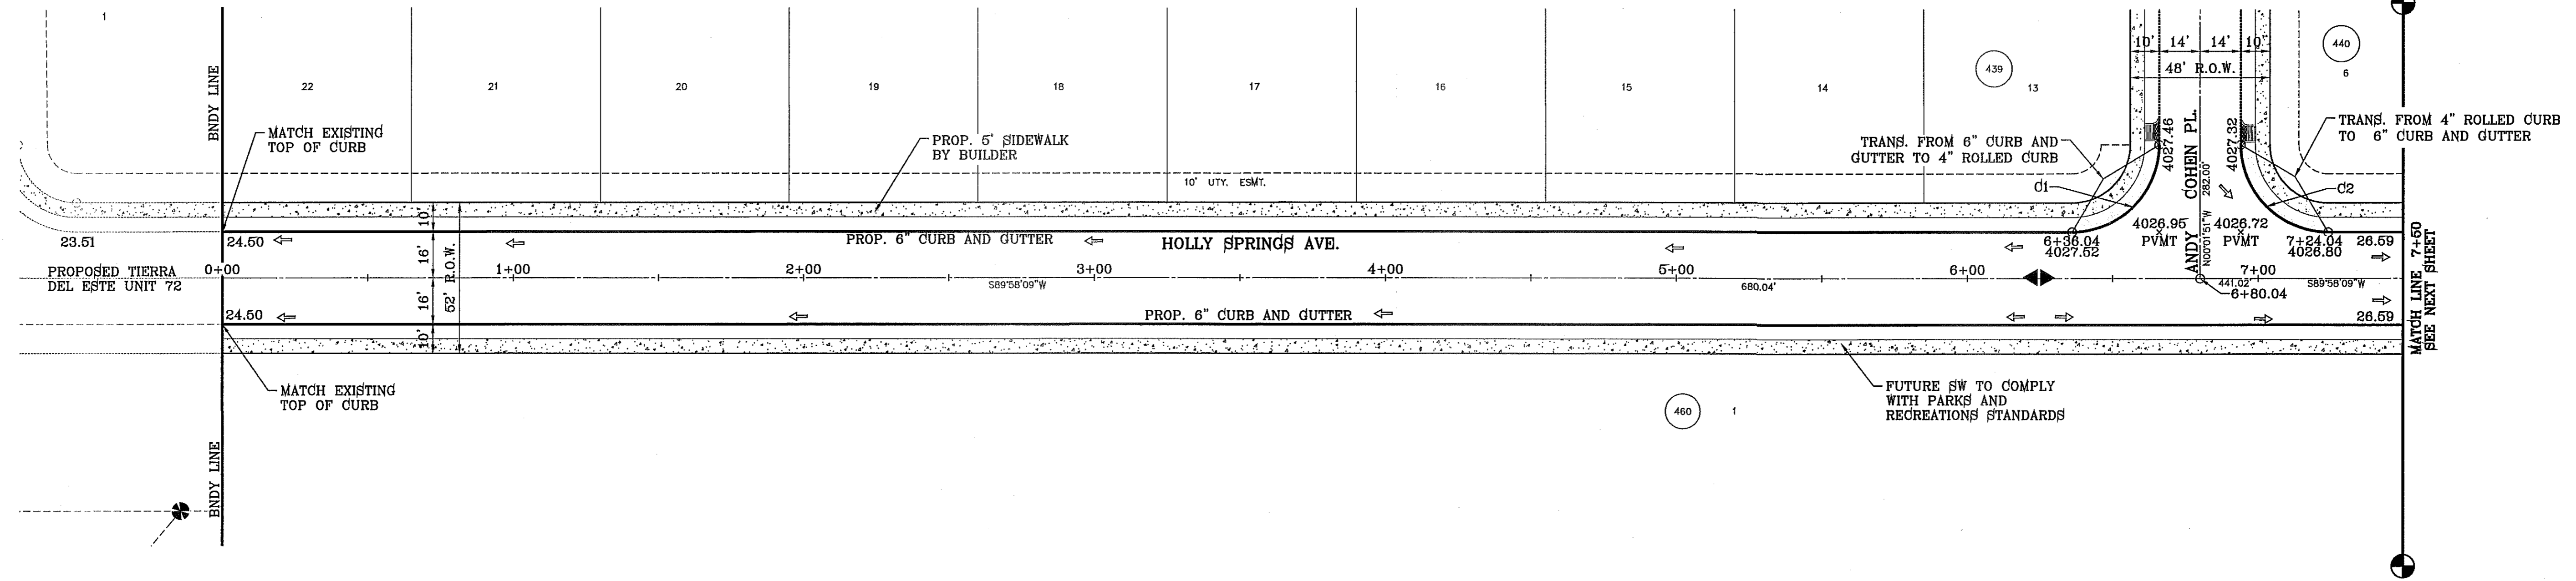 1
BNDY LINE
22
21
20
19
18
17
16
15
14
439
13
10'
14'
14'
10'
48' R.O.W.
440
6
MATCH EXISTING
TOP OF CURB
PROP. 5' SIDEWALK
BY BUILDER
TRANS. FROM 6" CURB AND
GUTTER TO 4" ROLLED CURB
4027.46
ANDY COHEN PL.
N00°01'51"W 282.00'
4027.32
TRANS. FROM 4" ROLLED CURB
TO 6" CURB AND GUTTER
10' UTY. ESMT.
C1
C2
23.51
24.50
10'
16'
52' R.O.W.
PROP. 6" CURB AND GUTTER
HOLLY SPRINGS AVE.
6+36.04
4027.52
4026.95
PVMT
4026.72
PVMT
7+24.04
4026.80
26.59
PROPOSED TIERRA
DEL ESTE UNIT 72
0+00
1+00
2+00
3+00
4+00
5+00
6+00
7+00
S89°58'09"W
680.04'
441.02'
S89°58'09"W
6+80.04
MATCH LINE 7+50
SEE NEXT SHEET
24.50
16'
10'
PROP. 6" CURB AND GUTTER
26.59
MATCH EXISTING
TOP OF CURB
FUTURE SW TO COMPLY
WITH PARKS AND
RECREATIONS STANDARDS
460
1
BNDY LINE